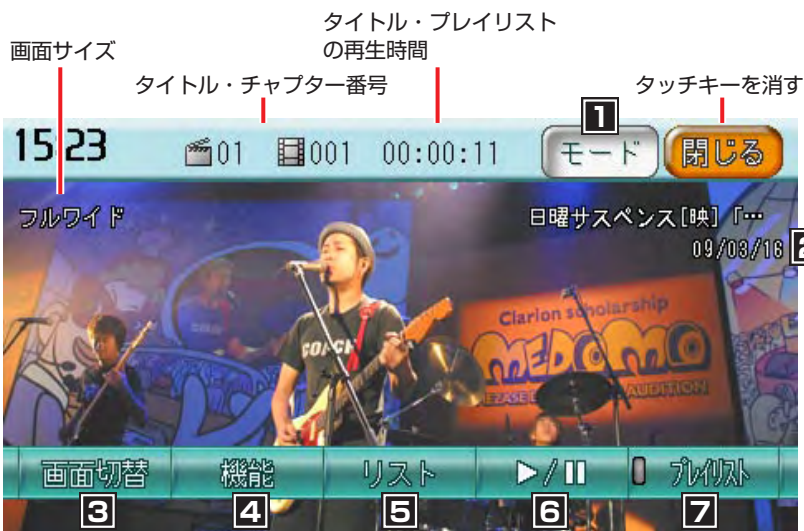 タイトル・プレイリスト
の再生時間
画面サイズ
タイトル・チャプター番号
タッチキーを消す
1
15:23 01 001 00:00:11 モード 閉じる
フルワイド
日曜サスペンス[映]「…
09/03/16 2
Clarion scholarship
MEDOMO
AUDITION
COACH
画面切替 機能 リスト ▶/II プレイリスト
3 4 5 6 7